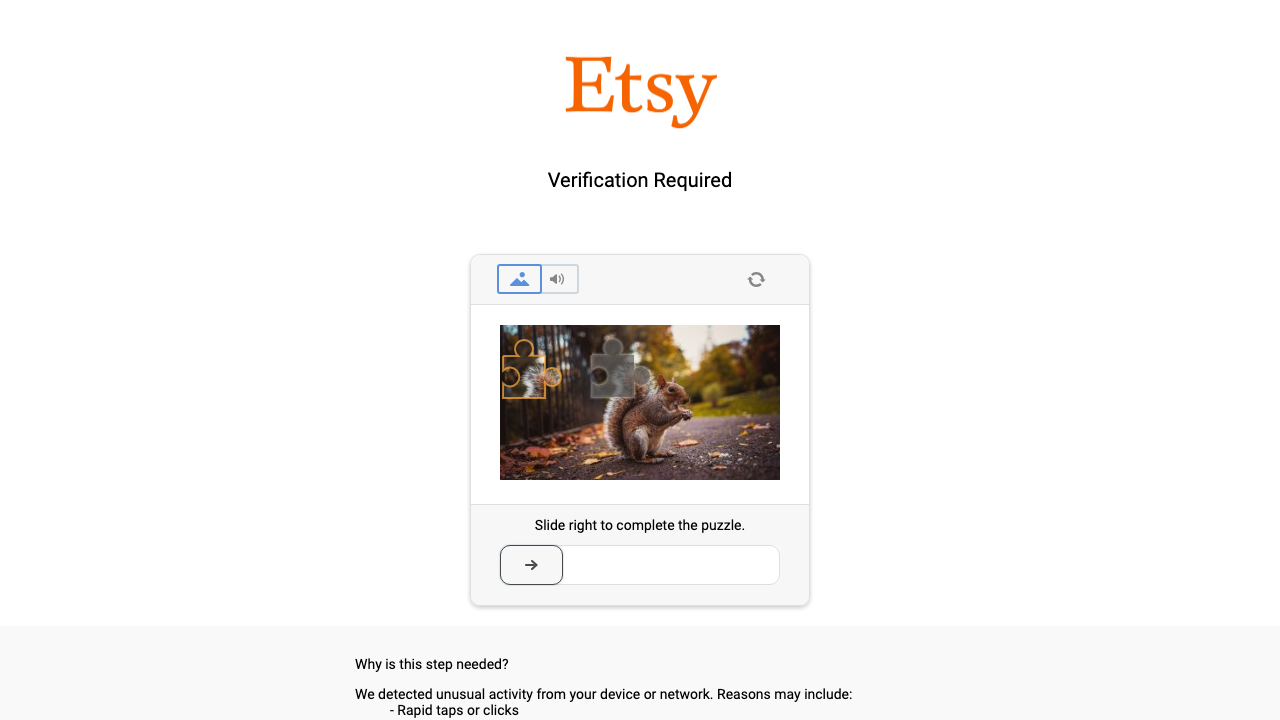 Etsy
Verification Required
Slide right to complete the puzzle.
Why is this step needed?
We detected unusual activity from your device or network. Reasons may include:
- Rapid taps or clicks